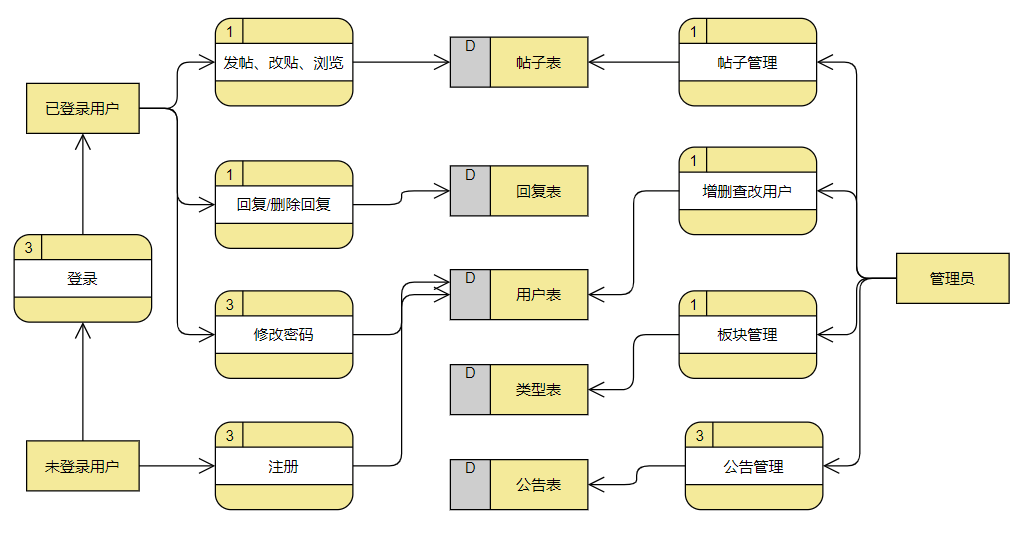 1
发帖、改贴、浏览
D
帖子表
1
帖子管理
已登录用户
1
回复/删除回复
D
回复表
1
增删查改用户
3
登录
管理员
3
修改密码
D
用户表
1
板块管理
D
类型表
未登录用户
3
注册
D
公告表
3
公告管理